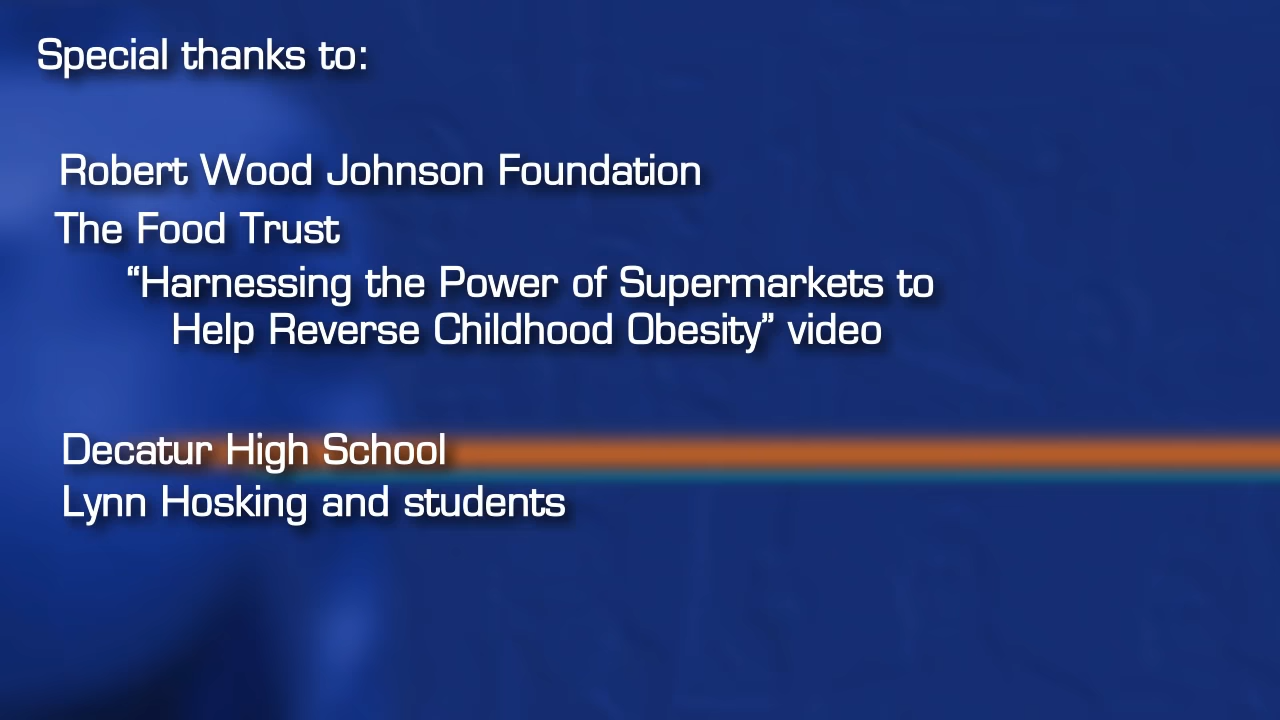 Special thanks to:
Robert Wood Johnson Foundation
The Food Trust
“Harnessing the Power of Supermarkets to
Help Reverse Childhood Obesity” video
Decatur High School
Lynn Hosking and students